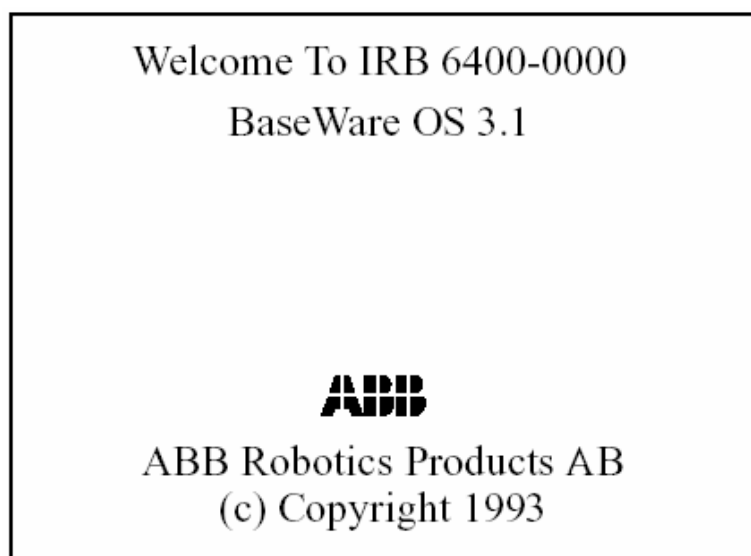 Welcome To IRB 6400-0000
BaseWare OS 3.1
ABB
ABB Robotics Products AB
(c) Copyright 1993